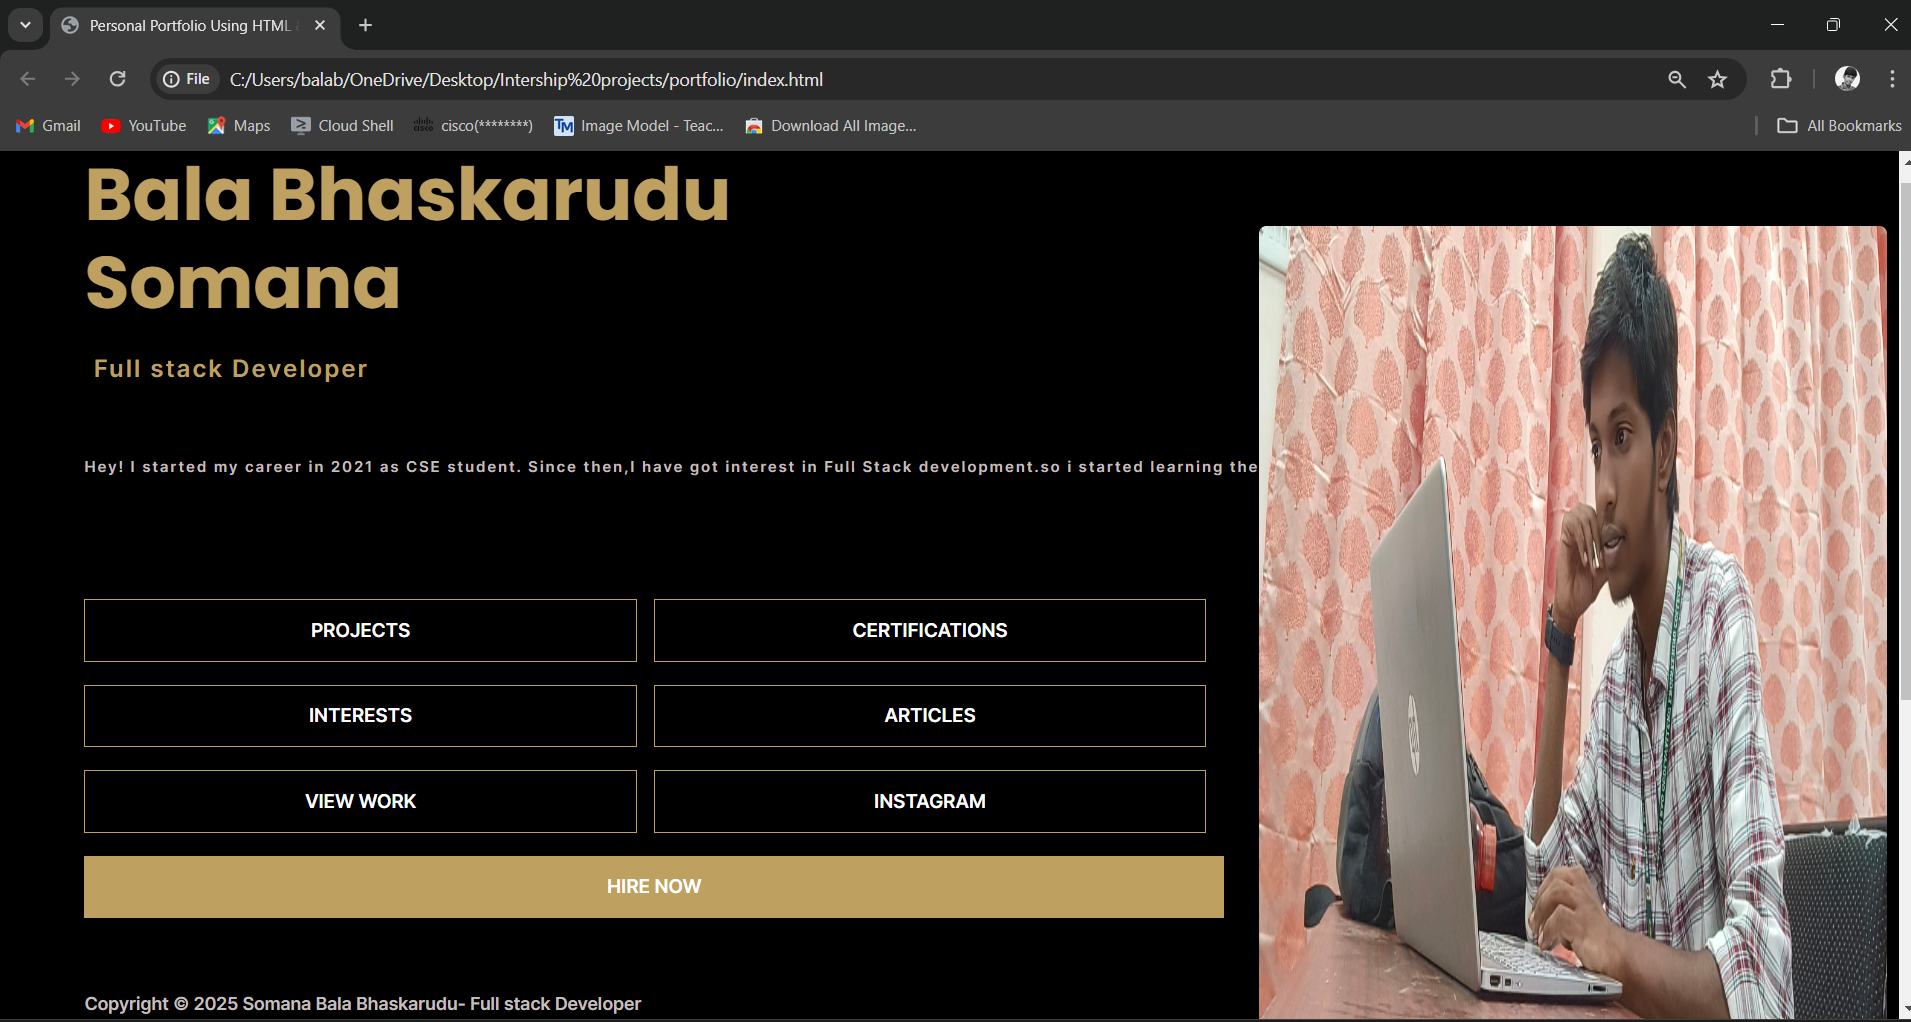 Personal Portfolio Using HTML
File
C:/Users/balab/OneDrive/Desktop/Intership%20projects/portfolio/index.html
Gmail
YouTube
Maps
Cloud Shell
cisco(********)
TM
Image Model - Teac...
Download All Image...
All Bookmarks
Bala Bhaskarudu
Somana
Full stack Developer
Hey! I started my career in 2021 as CSE student. Since then,I have got interest in Full Stack development.so i started learning the
PROJECTS
CERTIFICATIONS
INTERESTS
ARTICLES
VIEW WORK
INSTAGRAM
HIRE NOW
Copyright © 2025 Somana Bala Bhaskarudu- Full stack Developer